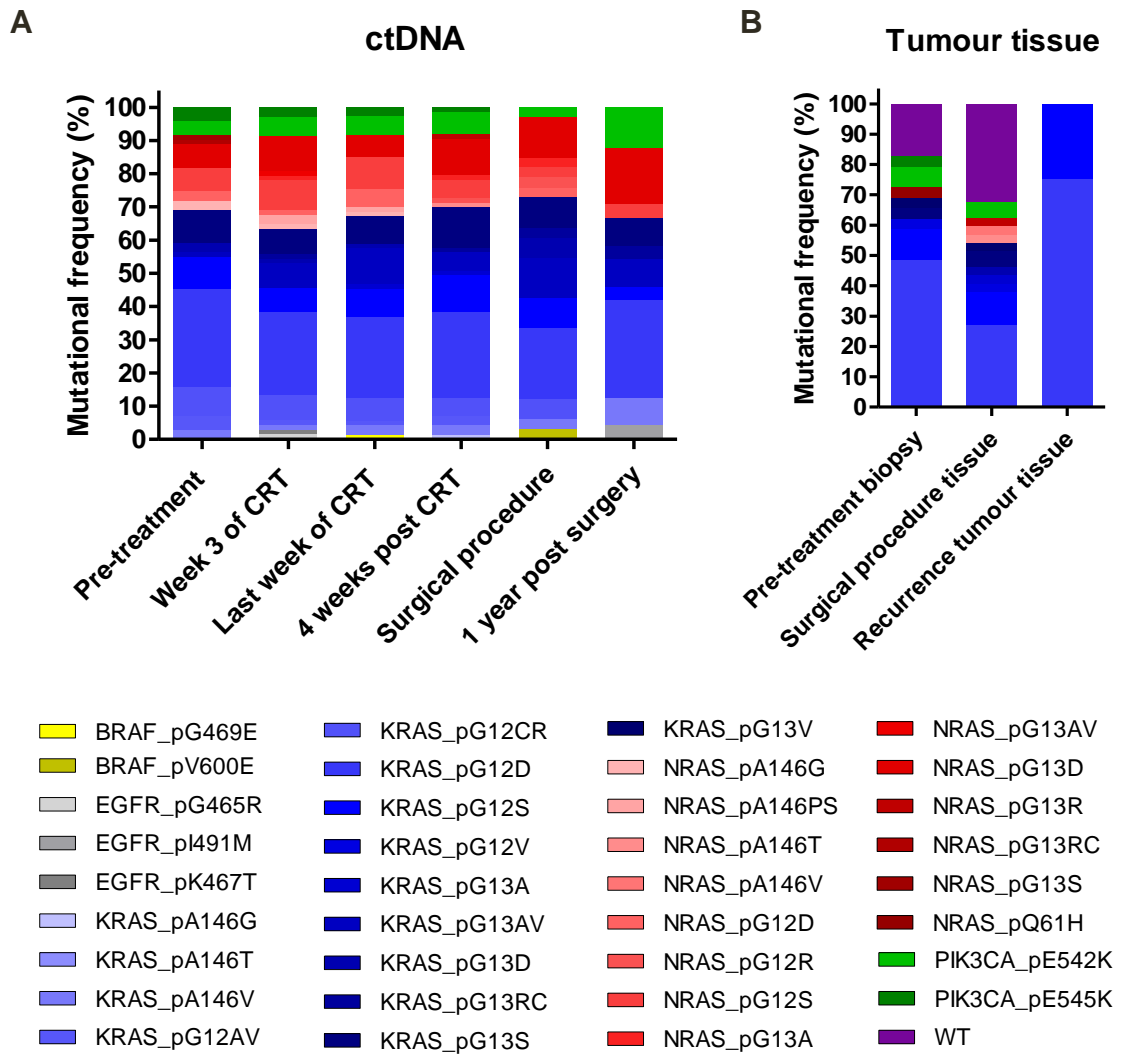 A
ctDNA
Mutational frequency (%)
100
90
80
70
60
50
40
30
20
10
0
Pre-treatment
Week 3 of CRT
Last week of CRT
4 weeks post CRT
Surgical procedure
1 year post surgery
B
Tumour tissue
Mutational frequency (%)
100
90
80
70
60
50
40
30
20
10
0
Pre-treatment biopsy
Surgical procedure tissue
Recurrence tumour tissue
BRAF_pG469E
BRAF_pV600E
EGFR_pG465R
EGFR_pI491M
EGFR_pK467T
KRAS_pA146G
KRAS_pA146T
KRAS_pA146V
KRAS_pG12AV
KRAS_pG12CR
KRAS_pG12D
KRAS_pG12S
KRAS_pG12V
KRAS_pG13A
KRAS_pG13AV
KRAS_pG13D
KRAS_pG13RC
KRAS_pG13S
KRAS_pG13V
NRAS_pA146G
NRAS_pA146PS
NRAS_pA146T
NRAS_pA146V
NRAS_pG12D
NRAS_pG12R
NRAS_pG12S
NRAS_pG13A
NRAS_pG13AV
NRAS_pG13D
NRAS_pG13R
NRAS_pG13RC
NRAS_pG13S
NRAS_pQ61H
PIK3CA_pE542K
PIK3CA_pE545K
WT